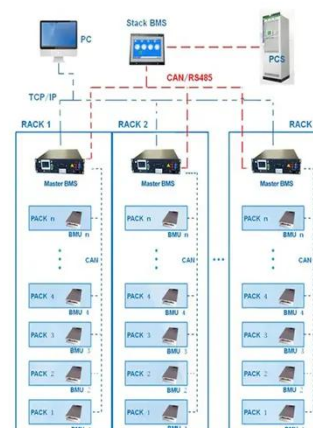 Stack BMS
PC
PCS
CAN/RS485
TCP/IP
RACK 1
RACK 2
RACK
Master BMS
Master BMS
Master BMS
PACK n
BMU n
PACK n
BMU n
PACK n
BMU n
CAN
CAN
CAN
PACK 4
BMU 4
PACK 4
BMU 4
PACK 4
BMU 4
PACK 3
BMU 3
PACK 3
BMU 3
PACK 3
BMU 3
PACK 2
BMU 2
PACK 2
BMU 2
PACK 2
BMU 2
PACK 1
PACK 1
PACK 1